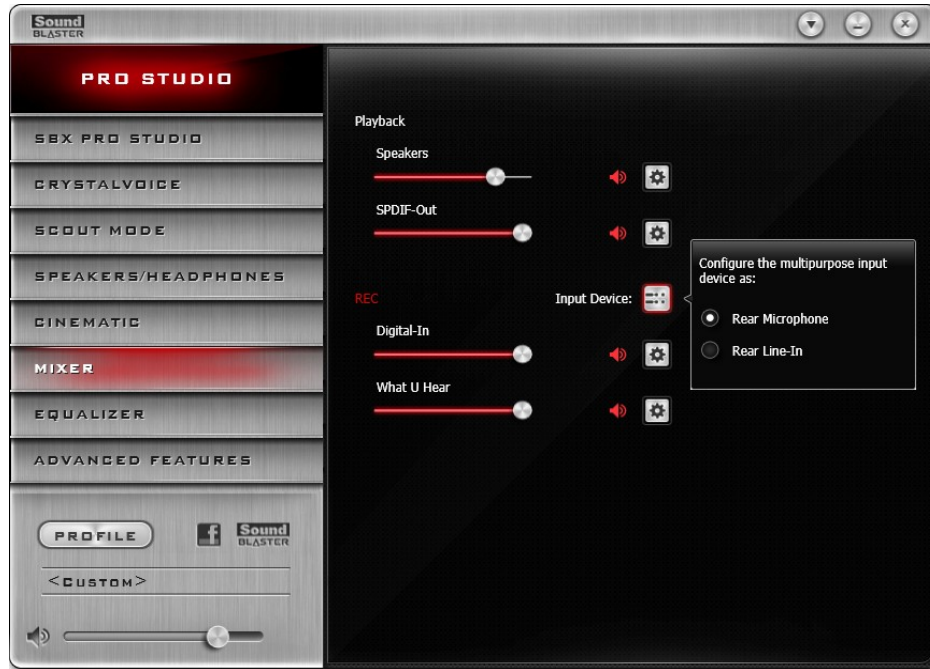 Sound
BLASTER
PRO STUDIO
SBX PRO STUDIO
CRYSTALVOICE
SCOUT MODE
SPEAKERS/HEADPHONES
CINEMATIC
MIXER
EQUALIZER
ADVANCED FEATURES
PROFILE
f
Sound
BLASTER
<CUSTOM>
Playback
Speakers
SPDIF-Out
REC
Input Device:
Digital-In
What U Hear
Configure the multipurpose input
device as:
Rear Microphone
Rear Line-In